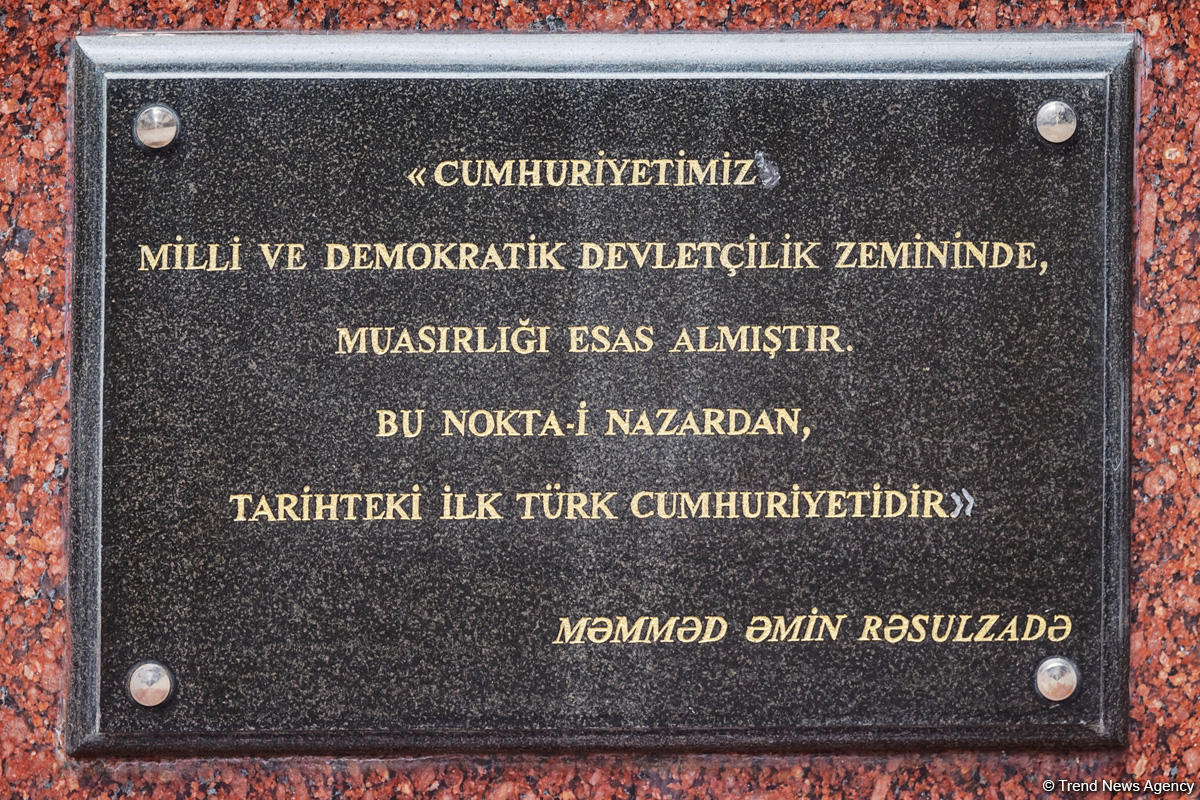 «CUMHURİYETİMİZ
MİLLİ VE DEMOKRATİK DEVLETÇİLİK ZEMİNİNDE,
MUASIRLIĞI ESAS ALMIŞTIR.
BU NOKTA-İ NAZARDAN,
TARİHTEKİ İLK TÜRK CUMHURİYETİDİR»
MƏMMƏD ƏMİN RƏSULZADƏ
© Trend News Agency